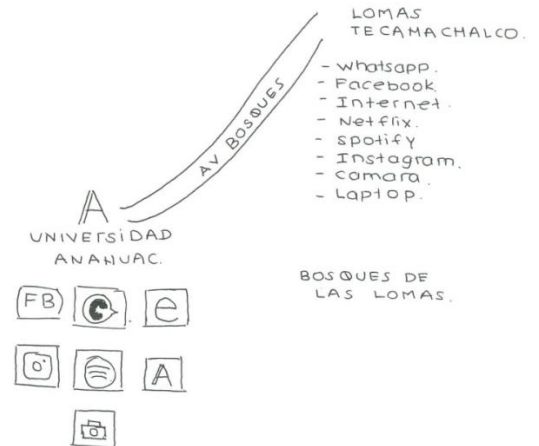 LOMAS
TECAMACHALCO.
- whatsapp.
- Facebook
- Internet.
- Netflix.
- spotify
- Instagram.
- camara.
- Laptop.
AV BOSQUES
A
UNIVERSIDAD
ANAHUAC.
BOSQUES DE
LAS LOMAS.
FB
e
A